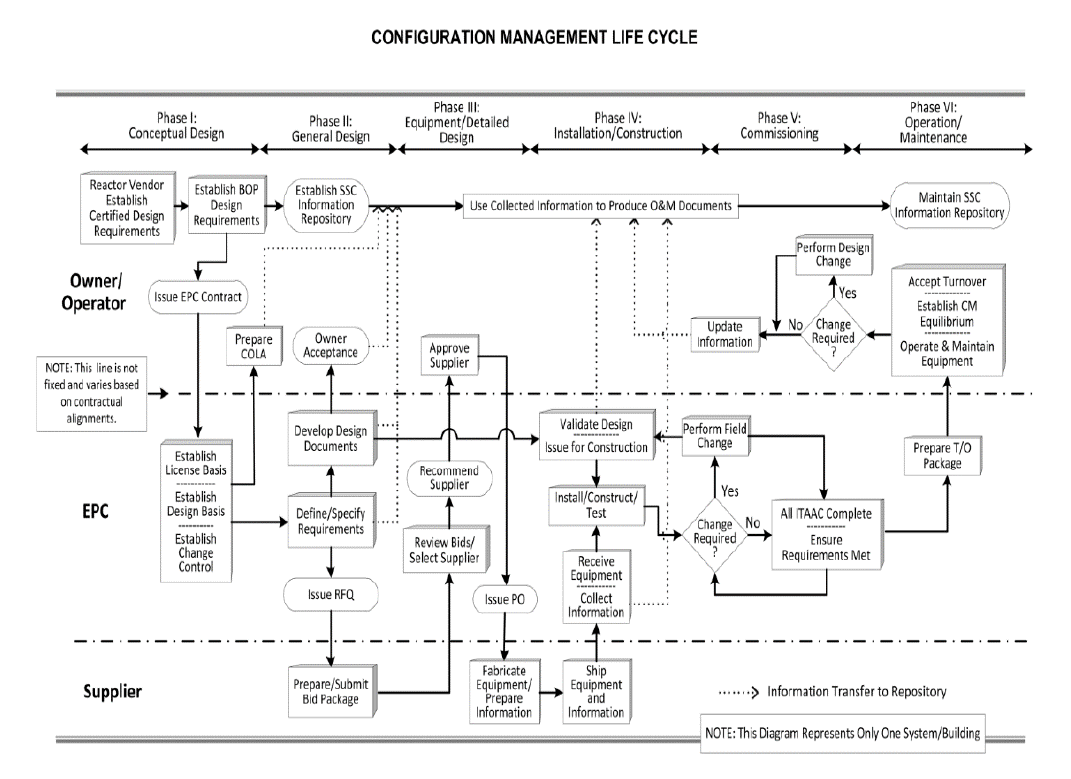 CONFIGURATION MANAGEMENT LIFE CYCLE
Phase I:
Conceptual Design
Phase II:
General Design
Phase III:
Equipment/Detailed
Design
Phase IV:
Installation/Construction
Phase V:
Commissioning
Phase VI:
Operation/
Maintenance
Reactor Vendor
Establish
Certified Design
Requirements
Establish BOP
Design
Requirements
Establish SSC
Information
Repository
Use Collected Information to Produce O&M Documents
Maintain SSC
Information Repository
Owner/
Operator
Issue EPC Contract
Prepare
COLA
Owner
Acceptance
Approve
Supplier
Update
Information
No
Change
Required
?
Yes
Perform Design
Change
Accept Turnover
Establish CM
Equilibrium
Operate & Maintain
Equipment
NOTE: This line is not
fixed and varies based
on contractual
alignments.
EPC
Establish
License Basis
Establish
Design Basis
Establish
Change
Control
Develop Design
Documents
Define/Specify
Requirements
Issue RFQ
Recommend
Supplier
Review Bids/
Select Supplier
Issue PO
Validate Design
Issue for Construction
Install/Construct/
Test
Receive
Equipment
Collect
Information
Perform Field
Change
Yes
Change
Required
?
No
All ITAAC Complete
Ensure
Requirements Met
Prepare T/O
Package
Supplier
Prepare/Submit
Bid Package
Fabricate
Equipment/
Prepare
Information
Ship
Equipment
and
Information
Information Transfer to Repository
NOTE: This Diagram Represents Only One System/Building